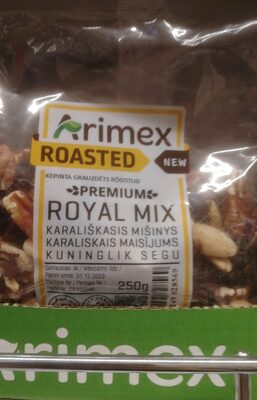 Arimex
ROASTED
NEW
KEPINTA GRAUZDĒTS RÖSTITUD
PREMIUM
ROYAL MIX
KARALIŠKASIS MIŠINYS
KARALISKAIS MAISĪJUMS
KUNINGLIK SEGU
250g
Arimex